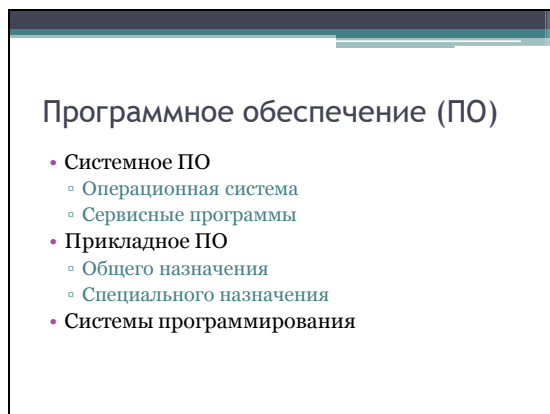 Программное обеспечение (ПО)
• Системное ПО
▫ Операционная система
▫ Сервисные программы
• Прикладное ПО
▫ Общего назначения
▫ Специального назначения
• Системы программирования